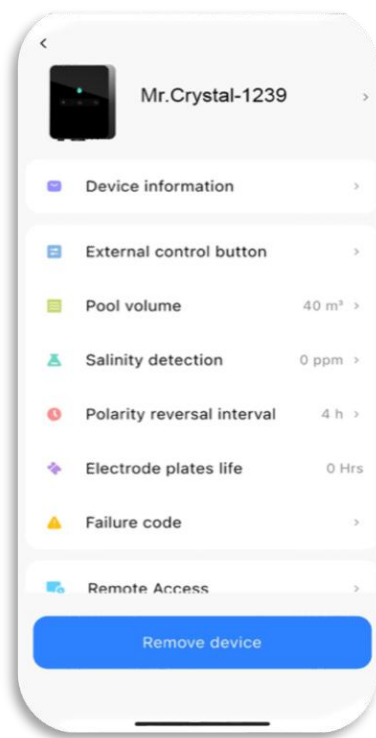 Mr.Crystal-1239
Device information
External control button
Pool volume 40 m³
Salinity detection 0 ppm
Polarity reversal interval 4 h
Electrode plates life 0 Hrs
Failure code
Remote Access
Remove device